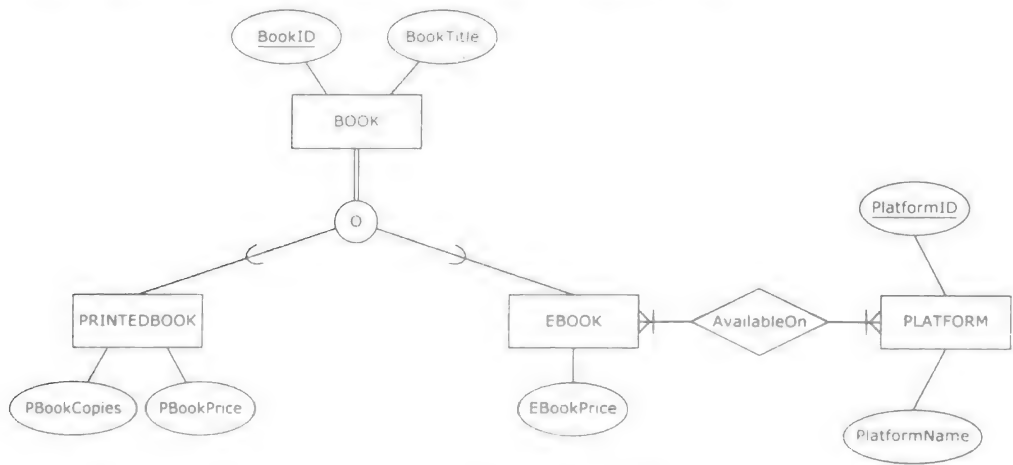 BookID
BookTitle
BOOK
O
PlatformID
PRINTEDBOOK
EBOOK
AvailableOn
PLATFORM
PBookCopies
PBookPrice
EBookPrice
PlatformName